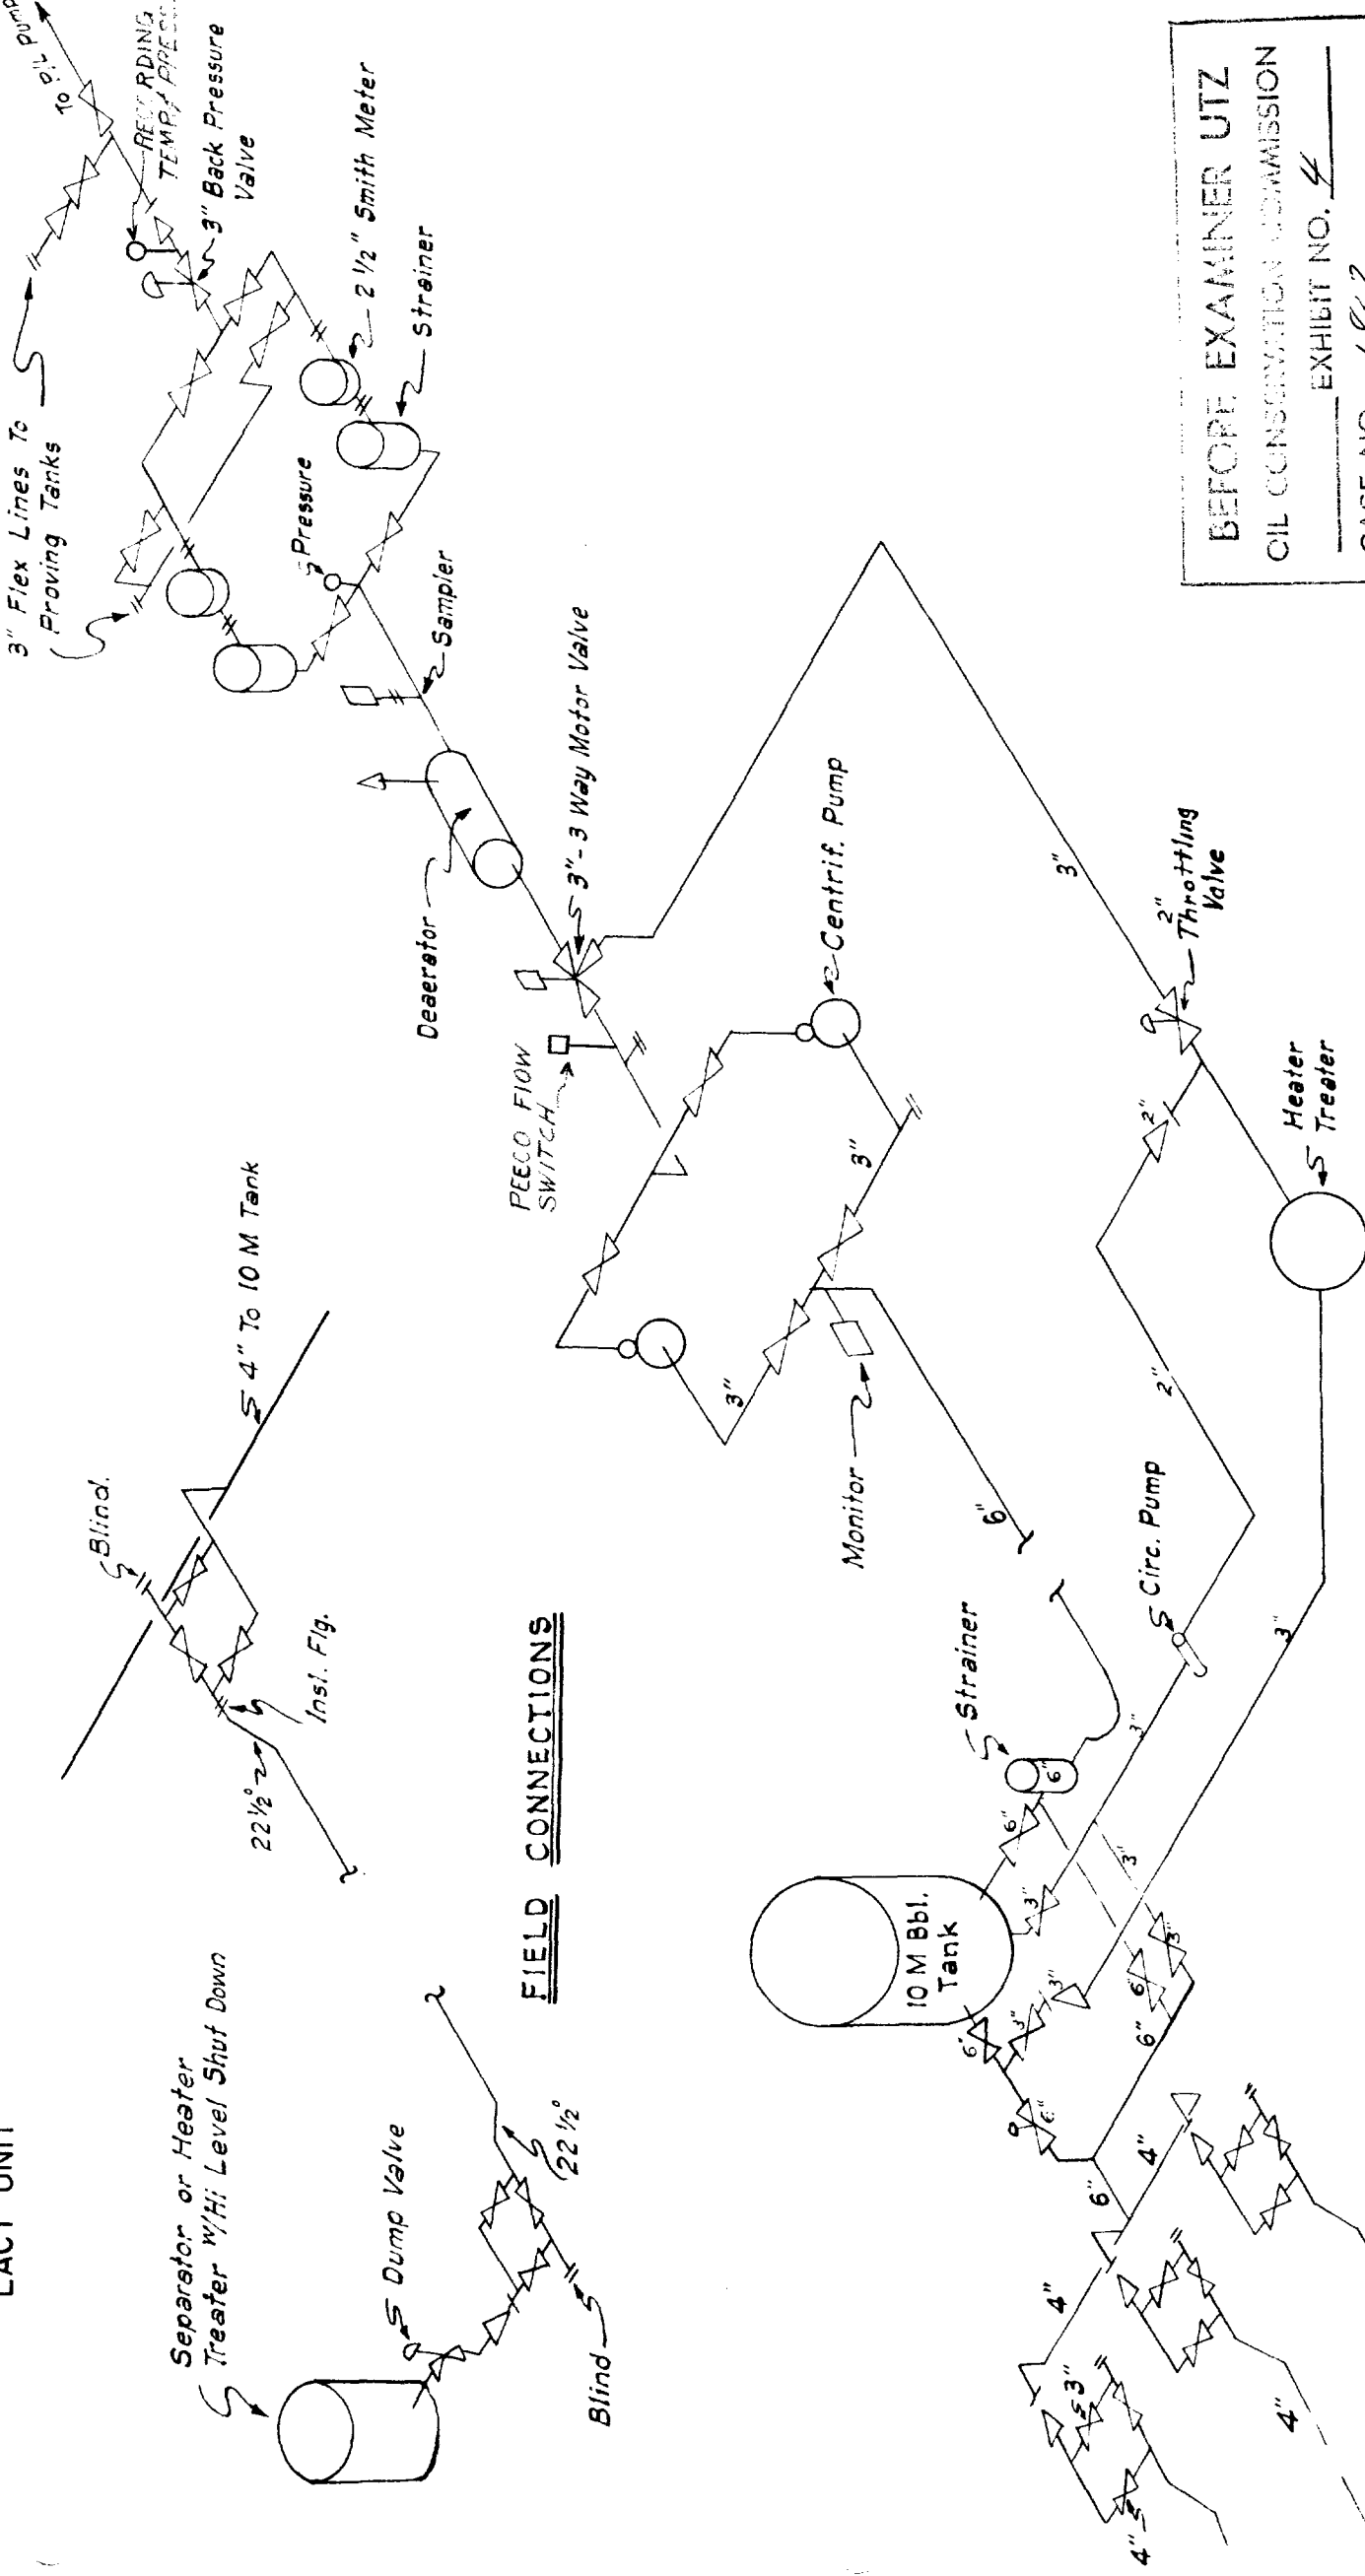 LACT UNIT
Separator or Heater
Treater W/Hi Level Shut Down
Dump Valve
Blind
22 1/2°
FIELD CONNECTIONS
22 1/2°
Insl. Flg.
Blind.
4" To 10 M Tank
3" Flex Lines To
Proving Tanks
To P/L Pump
RECORDING
3" Back Pressure
Valve
2 1/2" Smith Meter
Strainer
Pressure
Sampler
Deaerator
3"-3 Way Motor Valve
PEECO FLOW
SWITCH
Centrif. Pump
3"
3"
Monitor
6"
3"
2"
Throttling
Valve
2"
2"
Heater
Treater
Circ. Pump
3"
3"
Strainer
6"
6"
3"
3"
10 M Bbl.
Tank
6"
3"
3"
6"
6"
3"
6"
6"
4"
4"
3"
4"
4"
BEFORE EXAMINER UTZ
OIL CONSERVATION COMMISSION
EXHIBIT NO. 4
CASE NO.